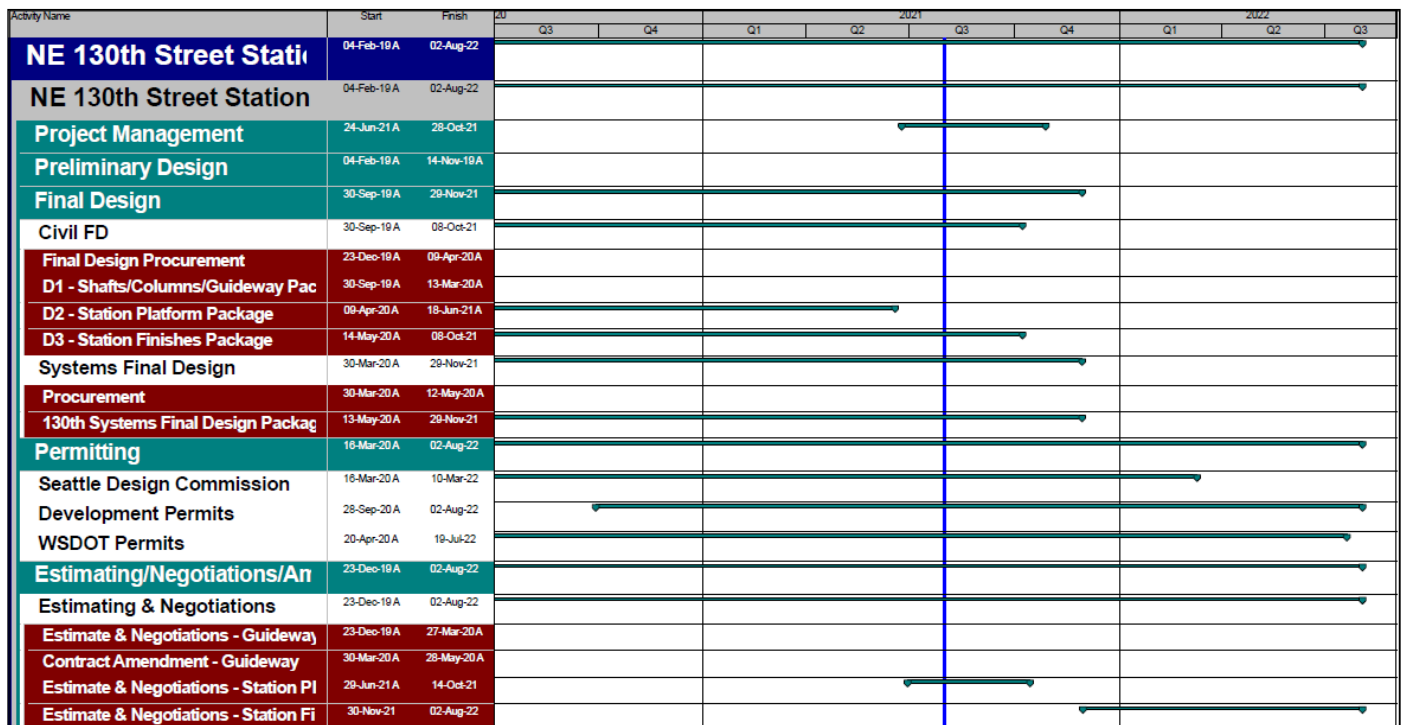 Activity Name Start Finish 20 2021 2022
Q3 Q4 Q1 Q2 Q3 Q4 Q1 Q2 Q3
NE 130th Street Stati 04-Feb-19 A 02-Aug-22
NE 130th Street Station 04-Feb-19 A 02-Aug-22
Project Management 24-Jun-21 A 28-Oct-21
Preliminary Design 04-Feb-19 A 14-Nov-19 A
Final Design 30-Sep-19 A 29-Nov-21
Civil FD 30-Sep-19 A 08-Oct-21
Final Design Procurement 23-Dec-19 A 09-Apr-20 A
D1 - Shafts/Columns/Guideway Pac 30-Sep-19 A 13-Mar-20 A
D2 - Station Platform Package 09-Apr-20 A 18-Jun-21 A
D3 - Station Finishes Package 14-May-20 A 08-Oct-21
Systems Final Design 30-Mar-20 A 29-Nov-21
Procurement 30-Mar-20 A 12-May-20 A
130th Systems Final Design Packag 13-May-20 A 29-Nov-21
Permitting 16-Mar-20 A 02-Aug-22
Seattle Design Commission 16-Mar-20 A 10-Mar-22
Development Permits 28-Sep-20 A 02-Aug-22
WSDOT Permits 20-Apr-20 A 19-Jul-22
Estimating/Negotiations/Am 23-Dec-19 A 02-Aug-22
Estimating & Negotiations 23-Dec-19 A 02-Aug-22
Estimate & Negotiations - Guideway 23-Dec-19 A 27-Mar-20 A
Contract Amendment - Guideway 30-Mar-20 A 28-May-20 A
Estimate & Negotiations - Station Pl 29-Jun-21 A 14-Oct-21
Estimate & Negotiations - Station Fi 30-Nov-21 02-Aug-22